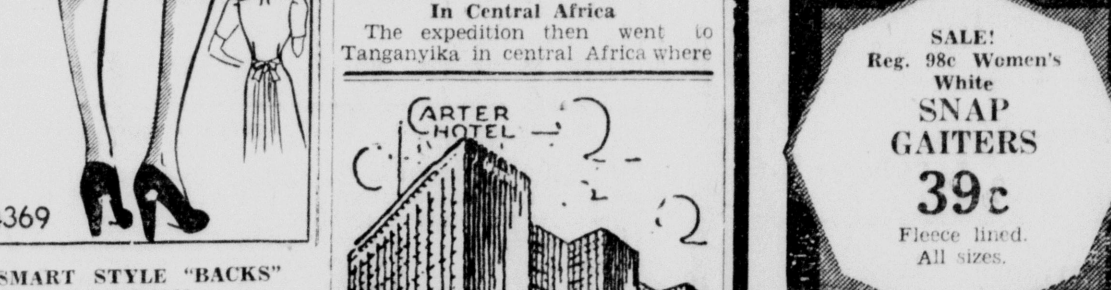 369
SMART STYLE "BACKS"
In Central Africa
The expedition then went to
Tanganyika in central Africa where
CARTER
HOTEL
SALE!
Reg. 98c Women's
White
SNAP
GAITERS
39c
Fleece lined.
All sizes.